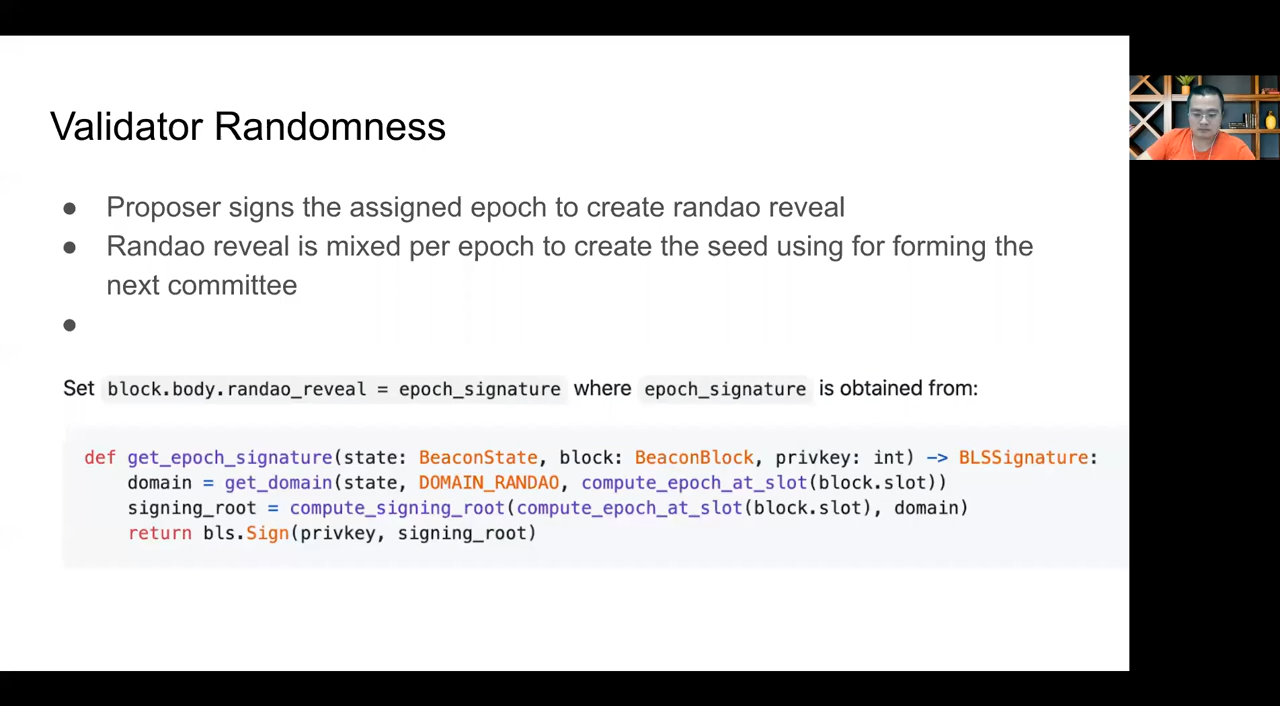 Validator Randomness
● Proposer signs the assigned epoch to create randao reveal
● Randao reveal is mixed per epoch to create the seed using for forming the
next committee
●
Set block.body.randao_reveal = epoch_signature where epoch_signature is obtained from:
def get_epoch_signature(state: BeaconState, block: BeaconBlock, privkey: int) -> BLSSignature:
    domain = get_domain(state, DOMAIN_RANDAO, compute_epoch_at_slot(block.slot))
    signing_root = compute_signing_root(compute_epoch_at_slot(block.slot), domain)
    return bls.Sign(privkey, signing_root)